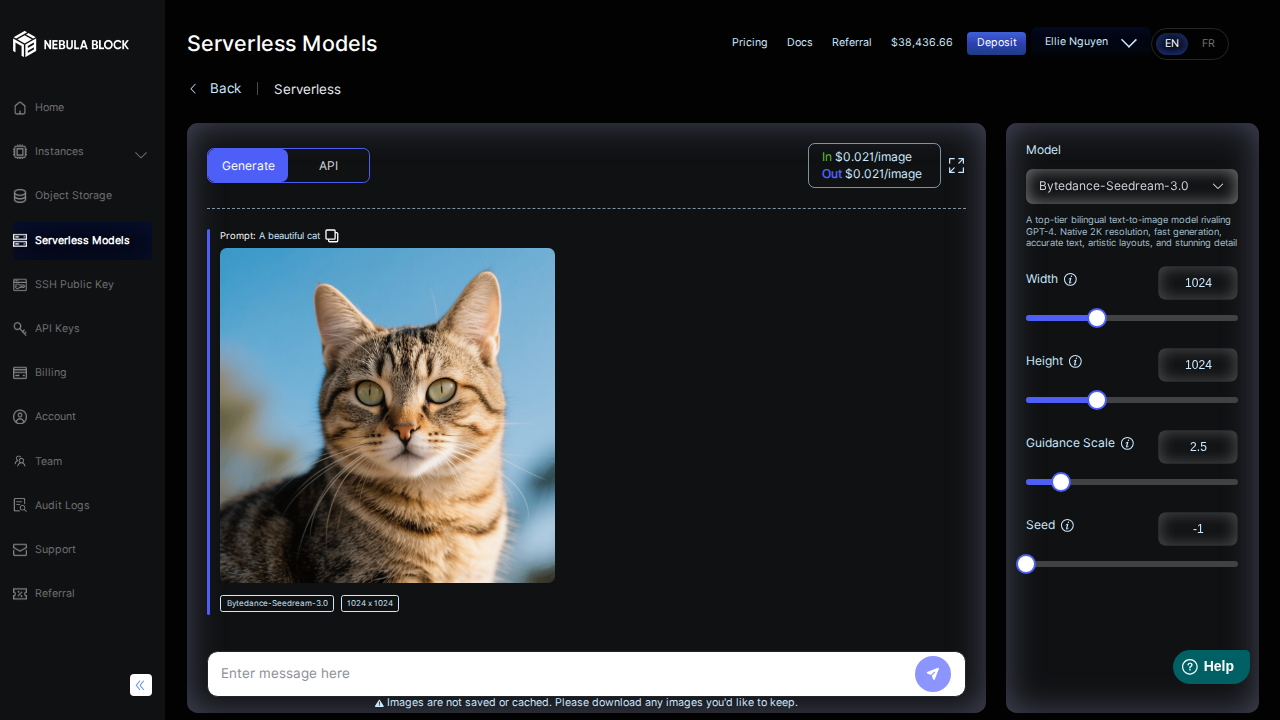 NEBULA BLOCK
Home
Instances
Object Storage
Serverless Models
SSH Public Key
API Keys
Billing
Account
Team
Audit Logs
Support
Referral
Serverless Models
Pricing
Docs
Referral
$38,436.66
Deposit
Ellie Nguyen
EN
FR
Back
Serverless
Generate
API
In $0.021/image
Out $0.021/image
Prompt: A beautiful cat
Bytedance-Seedream-3.0
1024 x 1024
Enter message here
Images are not saved or cached. Please download any images you'd like to keep.
Model
Bytedance-Seedream-3.0
A top-tier bilingual text-to-image model rivaling
GPT-4. Native 2K resolution, fast generation,
accurate text, artistic layouts, and stunning detail
Width
1024
Height
1024
Guidance Scale
2.5
Seed
-1
Help